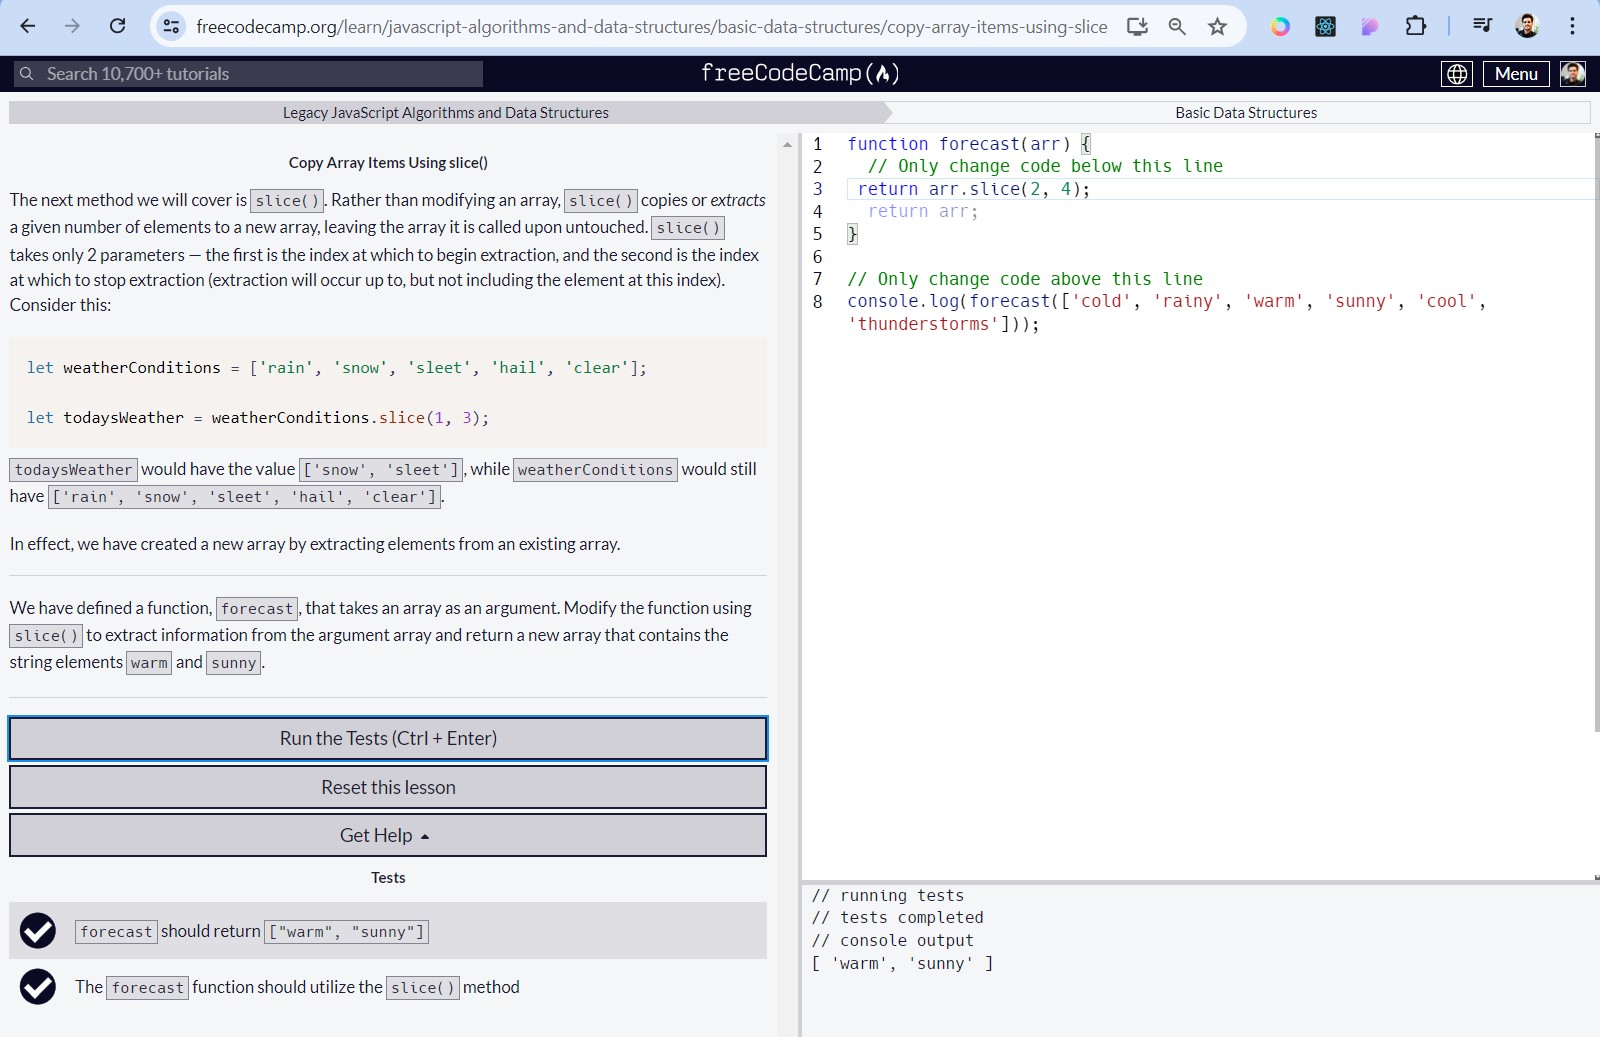 freecodecamp.org/learn/javascript-algorithms-and-data-structures/basic-data-structures/copy-array-items-using-slice
Search 10,700+ tutorials
freeCodeCamp
Menu
Legacy JavaScript Algorithms and Data Structures
Basic Data Structures
Copy Array Items Using slice()
The next method we will cover is slice(). Rather than modifying an array, slice() copies or extracts
a given number of elements to a new array, leaving the array it is called upon untouched. slice()
takes only 2 parameters — the first is the index at which to begin extraction, and the second is the index
at which to stop extraction (extraction will occur up to, but not including the element at this index).
Consider this:
let weatherConditions = ['rain', 'snow', 'sleet', 'hail', 'clear'];
let todaysWeather = weatherConditions.slice(1, 3);
todaysWeather would have the value ['snow', 'sleet'], while weatherConditions would still
have ['rain', 'snow', 'sleet', 'hail', 'clear'].
In effect, we have created a new array by extracting elements from an existing array.
We have defined a function, forecast, that takes an array as an argument. Modify the function using
slice() to extract information from the argument array and return a new array that contains the
string elements warm and sunny.
Run the Tests (Ctrl + Enter)
Reset this lesson
Get Help
Tests
forecast should return ["warm", "sunny"]
The forecast function should utilize the slice() method
1 function forecast(arr) {
2 // Only change code below this line
3 return arr.slice(2, 4);
4 return arr;
5 }
6
7 // Only change code above this line
8 console.log(forecast(['cold', 'rainy', 'warm', 'sunny', 'cool',
'thunderstorms']));
// running tests
// tests completed
// console output
[ 'warm', 'sunny' ]